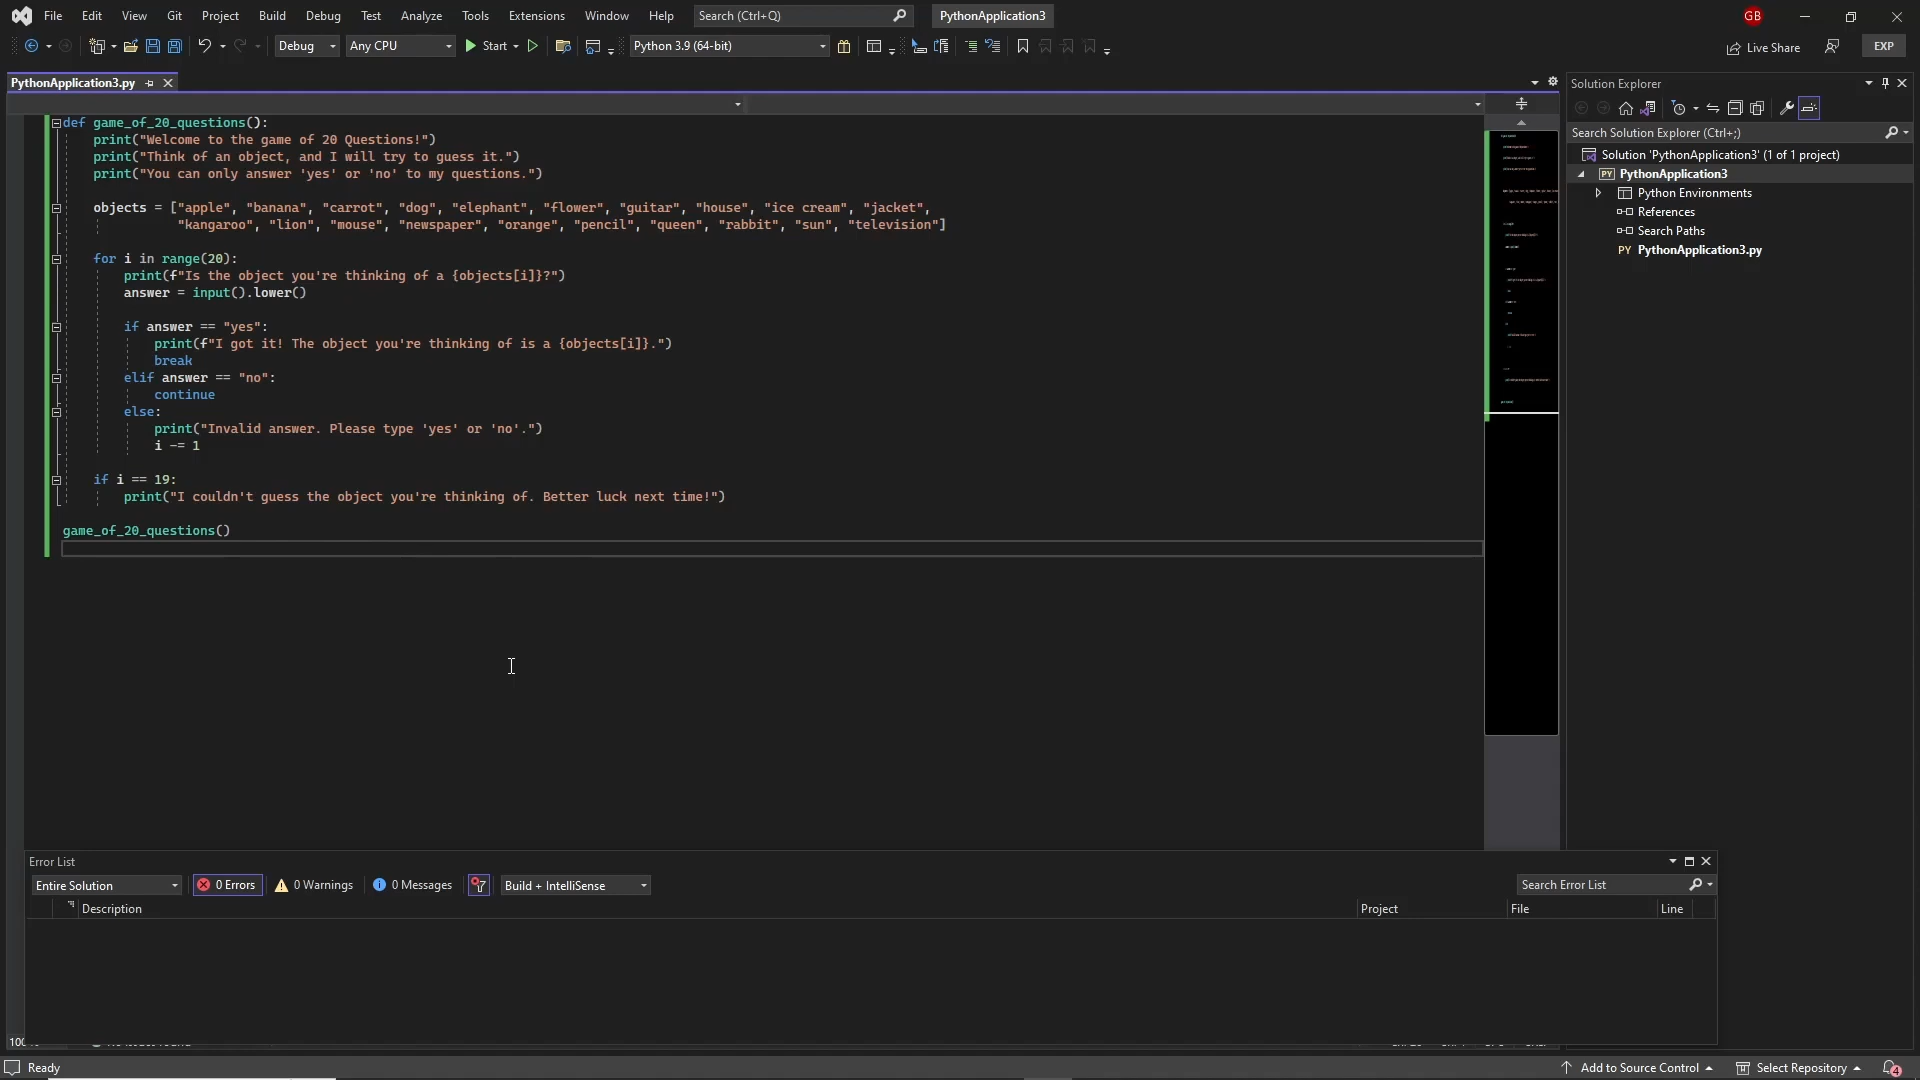 File Edit View Git Project Build Debug Test Analyze Tools Extensions Window Help Search (Ctrl+Q) PythonApplication3 GB
Debug Any CPU Start Python 3.9 (64-bit) Live Share EXP
PythonApplication3.py
def game_of_20_questions():
print("Welcome to the game of 20 Questions!")
print("Think of an object, and I will try to guess it.")
print("You can only answer 'yes' or 'no' to my questions.")
objects = ["apple", "banana", "carrot", "dog", "elephant", "flower", "guitar", "house", "ice cream", "jacket",
"kangaroo", "lion", "mouse", "newspaper", "orange", "pencil", "queen", "rabbit", "sun", "television"]
for i in range(20):
print(f"Is the object you're thinking of a {objects[i]}?")
answer = input().lower()
if answer == "yes":
print(f"I got it! The object you're thinking of is a {objects[i]}.")
break
elif answer == "no":
continue
else:
print("Invalid answer. Please type 'yes' or 'no'.")
i -= 1
if i == 19:
print("I couldn't guess the object you're thinking of. Better luck next time!")
game_of_20_questions()
Solution Explorer
Search Solution Explorer (Ctrl+;)
Solution 'PythonApplication3' (1 of 1 project)
PY PythonApplication3
Python Environments
References
Search Paths
PY PythonApplication3.py
Error List
Entire Solution 0 Errors 0 Warnings 0 Messages Build + IntelliSense Search Error List
Description Project File Line
Ready Add to Source Control Select Repository 4